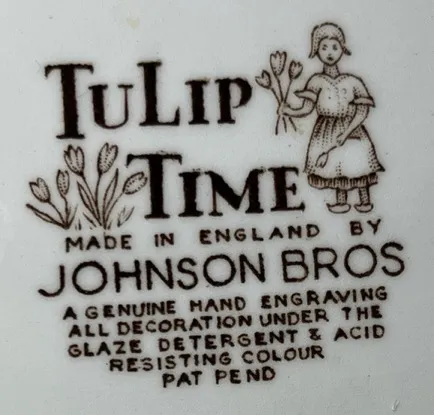 TULIP
TIME
MADE IN ENGLAND BY
JOHNSON BROS
A GENUINE HAND ENGRAVING
ALL DECORATION UNDER THE
GLAZE DETERGENT & ACID
RESISTING COLOUR
PAT PEND